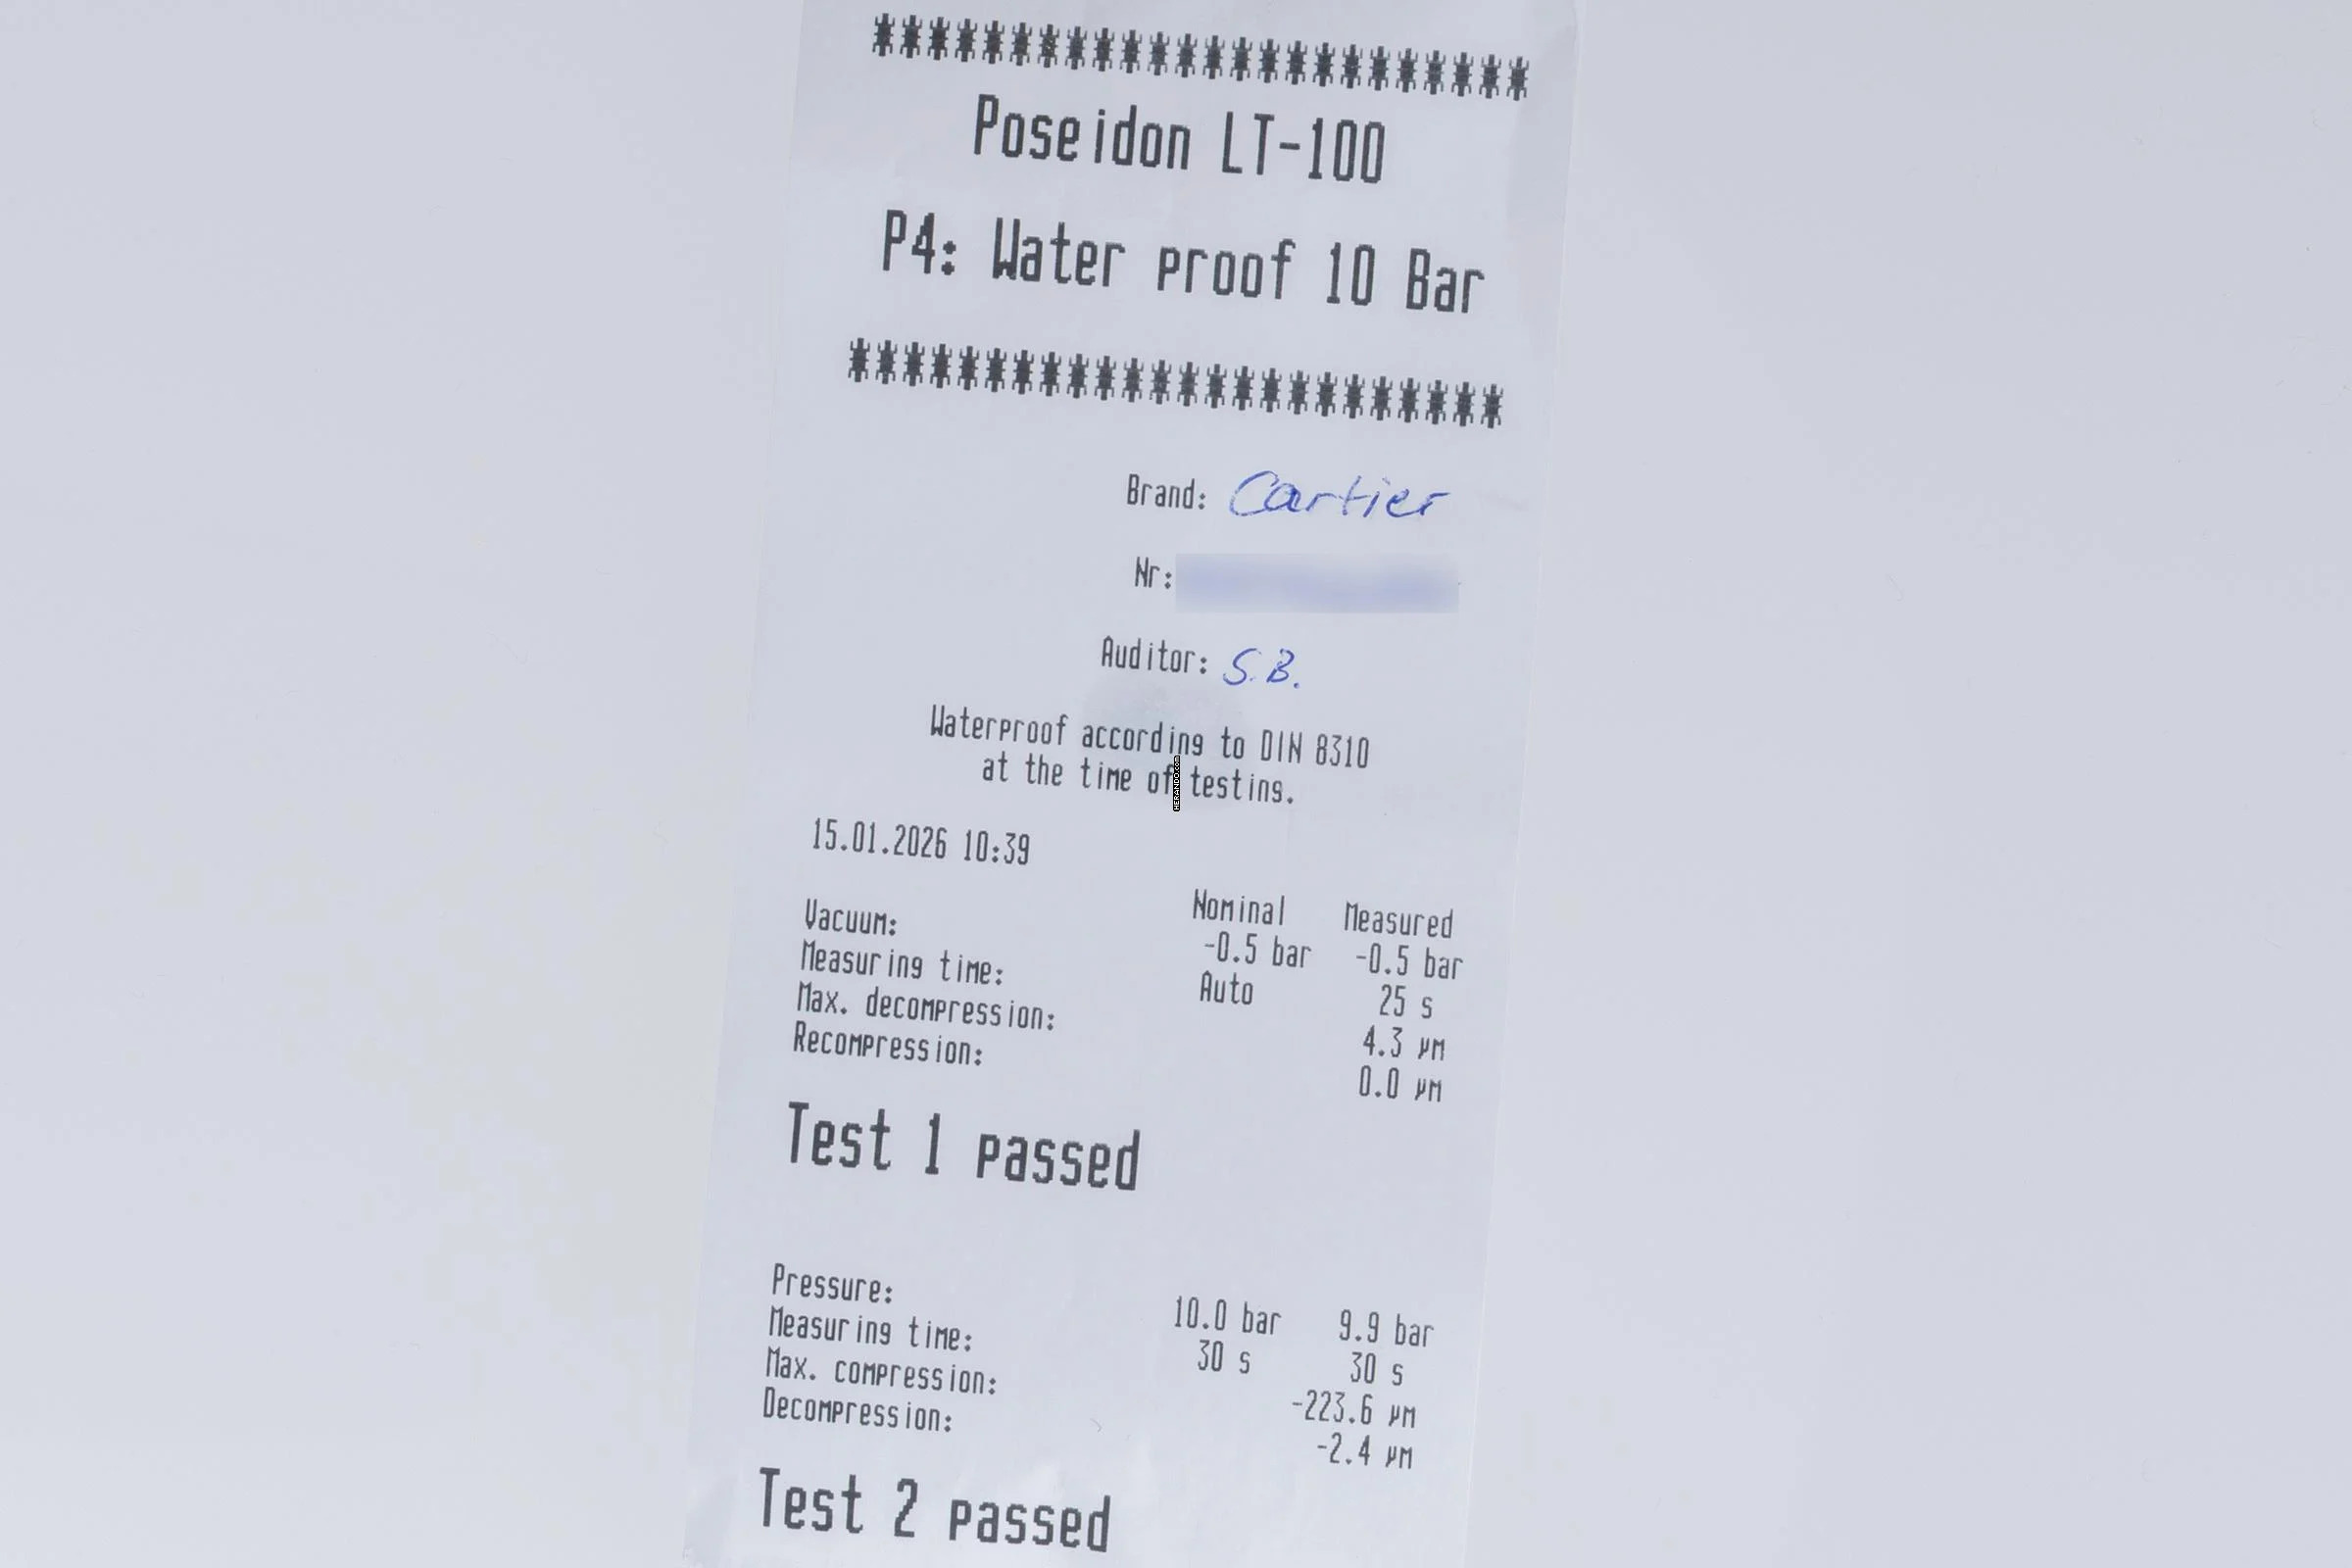 ************************
Poseidon LT-100
P4: Water proof 10 Bar
************************
Brand: Cartier
Nr:
Auditor: S.B.
Waterproof according to DIN 8310
at the time of testing.
HERANDO.com
15.01.2026 10:39
Nominal Measured
Vacuum: -0.5 bar -0.5 bar
Measuring time: Auto 25 s
Max. decompression: 4.3 µm
Recompression: 0.0 µm
Test 1 passed
Pressure: 10.0 bar 9.9 bar
Measuring time: 30 s 30 s
Max. compression: -223.6 µm
Decompression: -2.4 µm
Test 2 passed